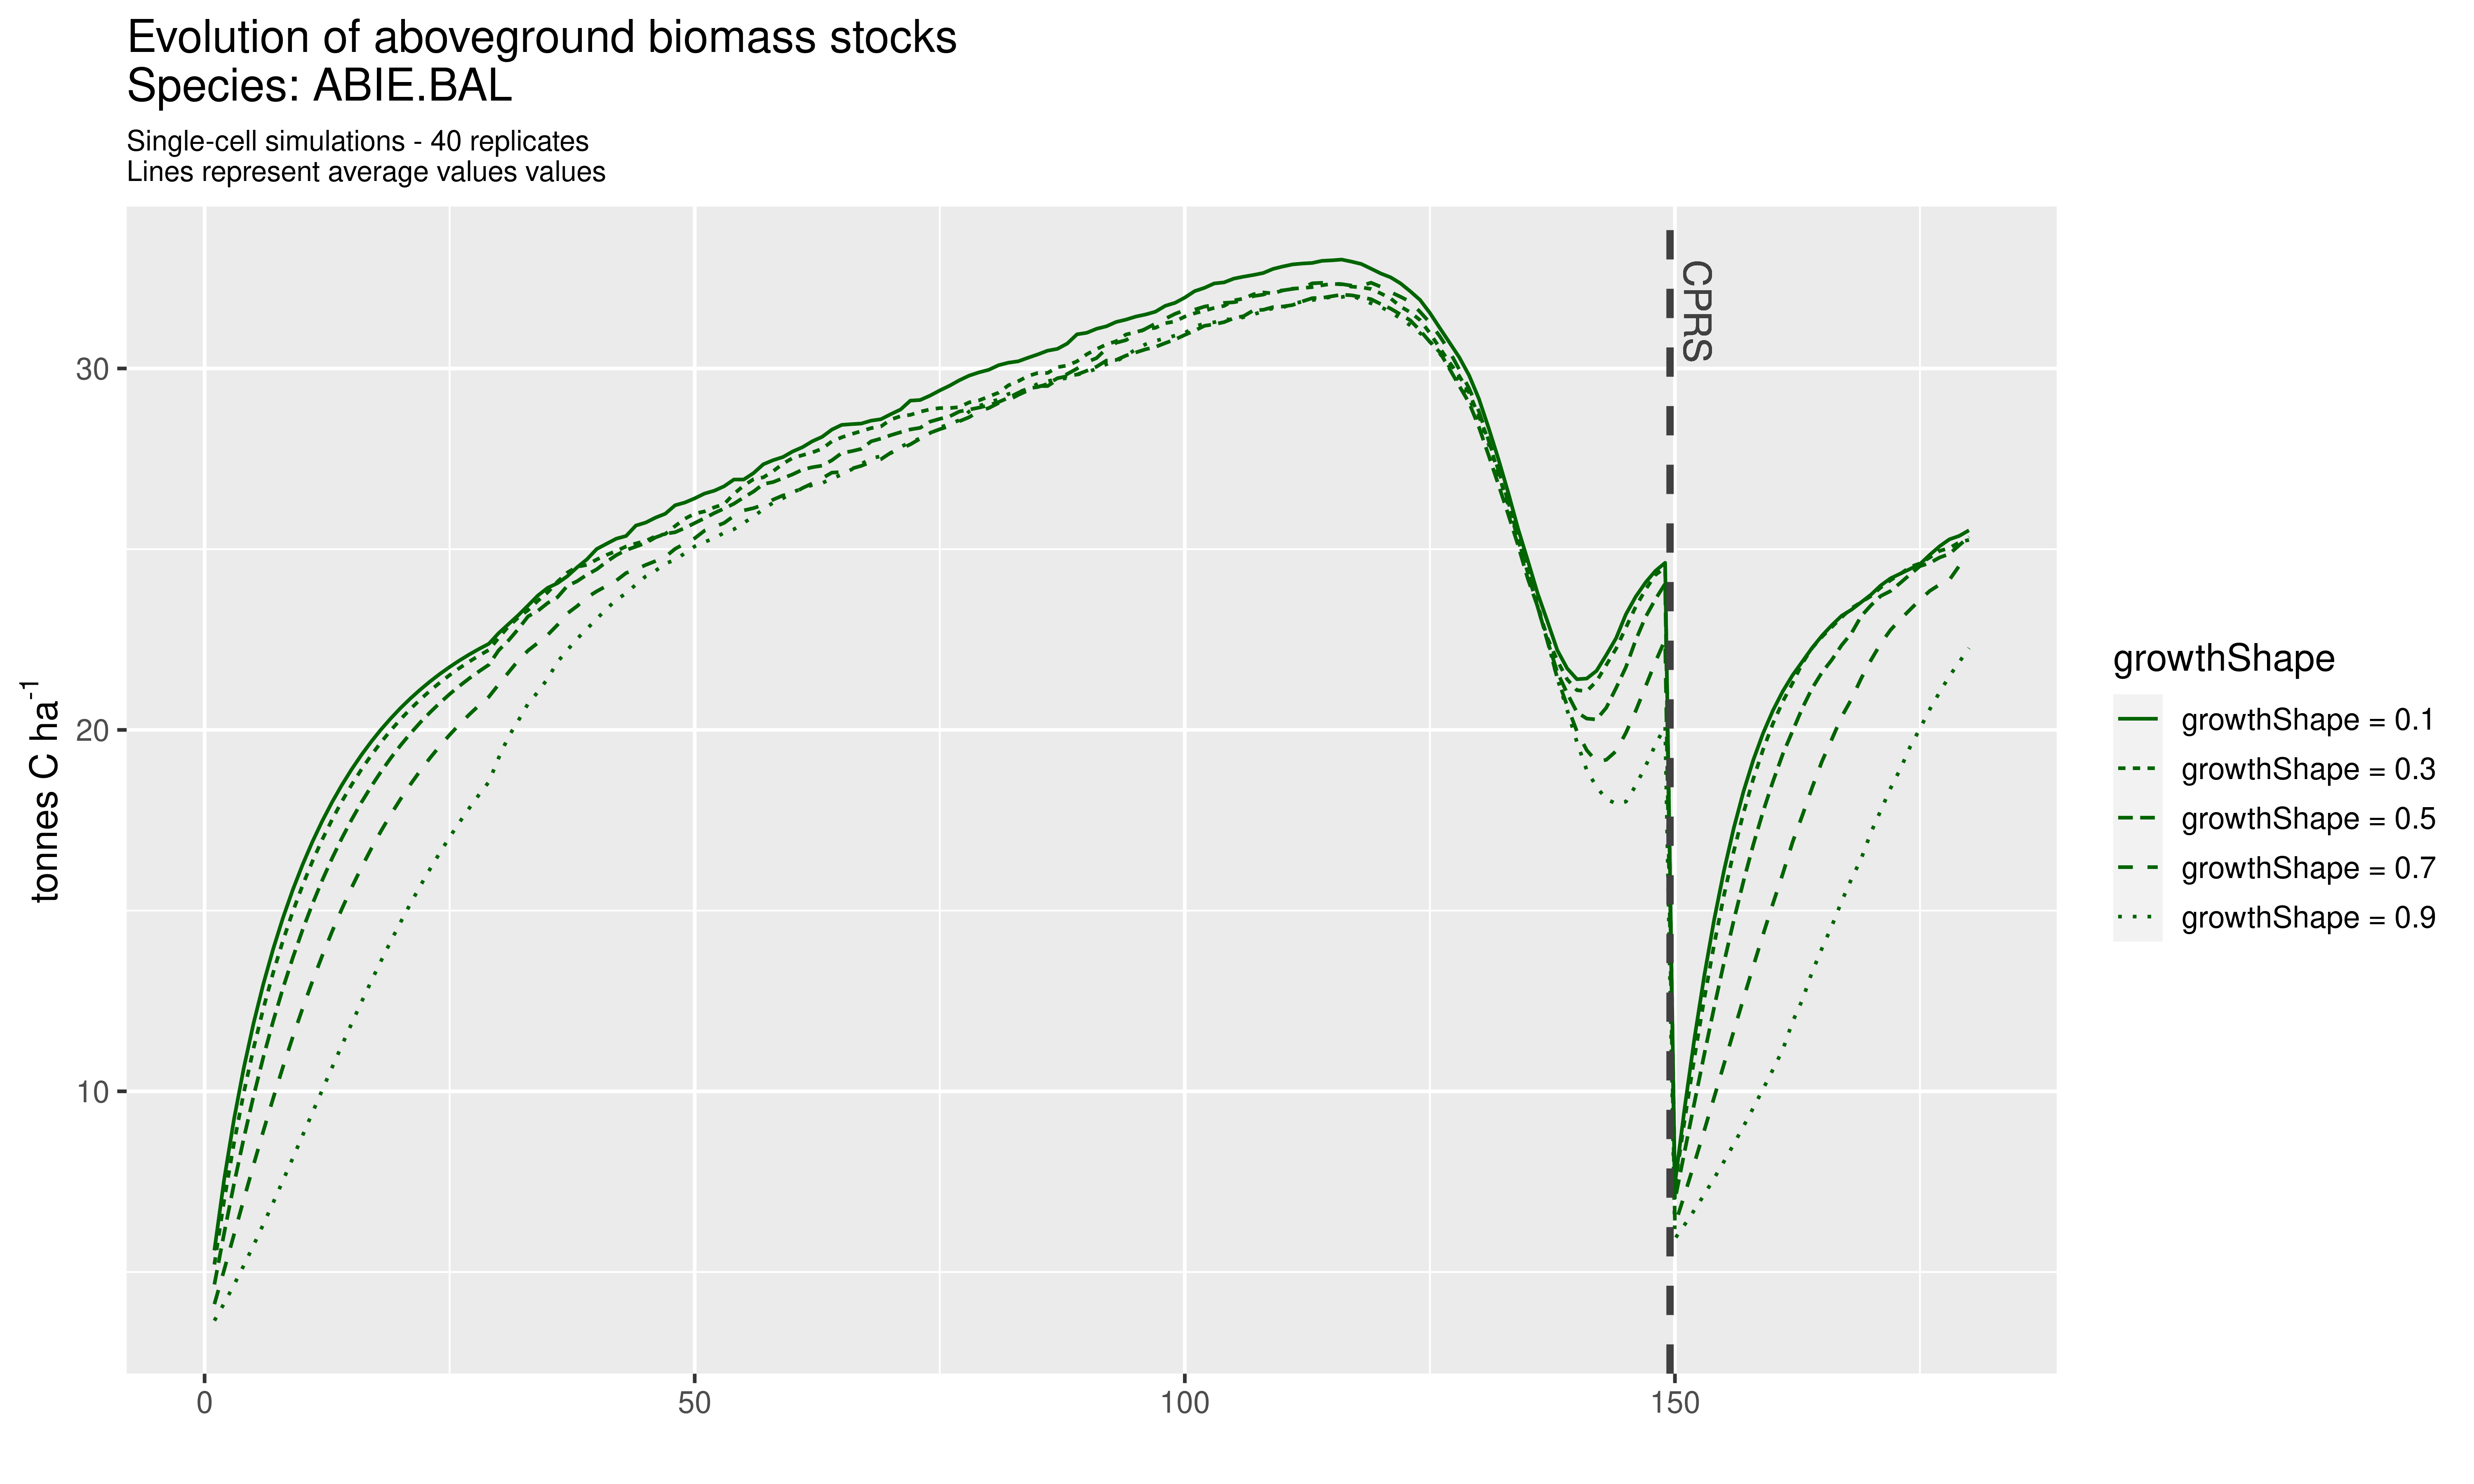 Evolution of aboveground biomass stocks
Species: ABIE.BAL
Single-cell simulations - 40 replicates
Lines represent average values values
tonnes C ha⁻¹
30
20
10
CPRS
0
50
100
150
growthShape
growthShape = 0.1
growthShape = 0.3
growthShape = 0.5
growthShape = 0.7
growthShape = 0.9